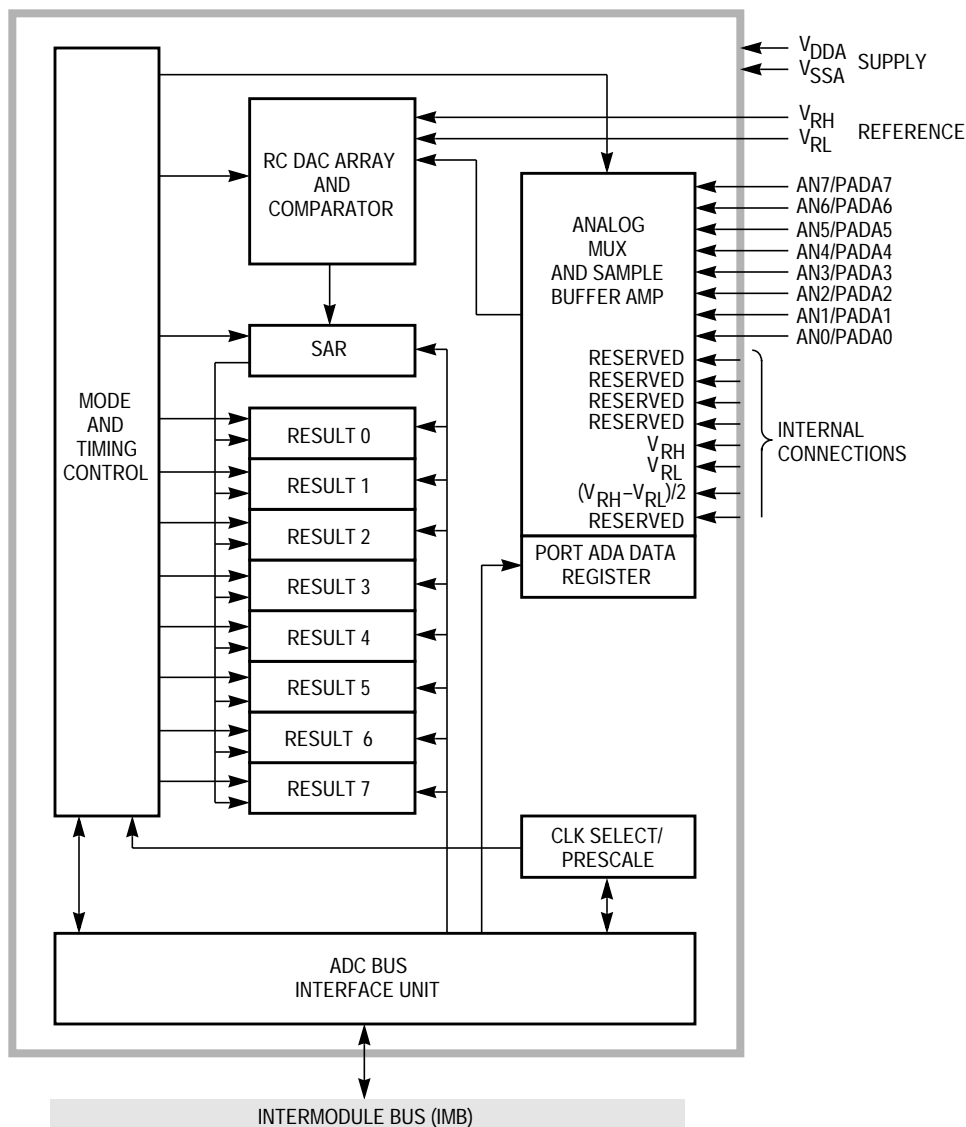 VDDA
VSSA
SUPPLY
VRH
VRL
REFERENCE
RC DAC ARRAY
AND
COMPARATOR
ANALOG
MUX
AND SAMPLE
BUFFER AMP
AN7/PADA7
AN6/PADA6
AN5/PADA5
AN4/PADA4
AN3/PADA3
AN2/PADA2
AN1/PADA1
AN0/PADA0
RESERVED
RESERVED
RESERVED
RESERVED
VRH
VRL
(VRH–VRL)/2
RESERVED
INTERNAL
CONNECTIONS
PORT ADA DATA
REGISTER
SAR
MODE
AND
TIMING
CONTROL
RESULT 0
RESULT 1
RESULT 2
RESULT 3
RESULT 4
RESULT 5
RESULT 6
RESULT 7
CLK SELECT/
PRESCALE
ADC BUS
INTERFACE UNIT
INTERMODULE BUS (IMB)